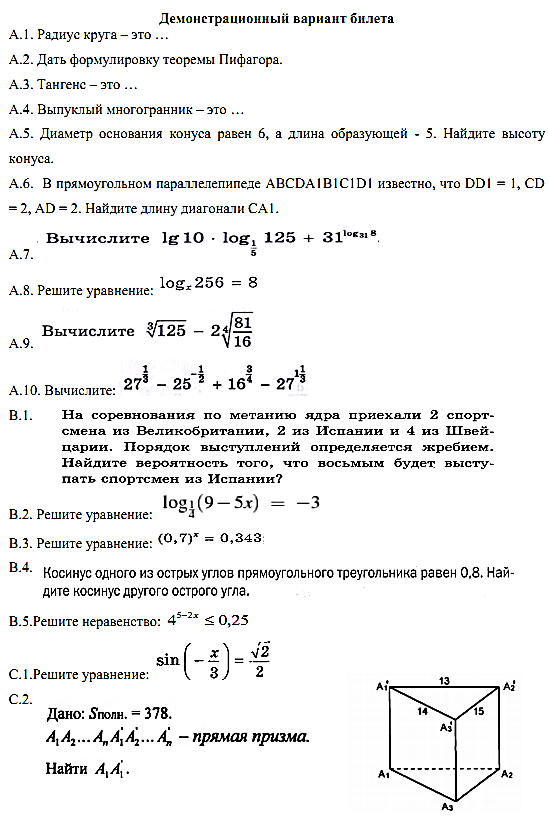 Демонстрационный вариант билета
А.1. Радиус круга – это …
А.2. Дать формулировку теоремы Пифагора.
А.3. Тангенс – это …
А.4. Выпуклый многогранник – это …
А.5. Диаметр основания конуса равен 6, а длина образующей - 5. Найдите высоту
конуса.
А.6. В прямоугольном параллелепипеде ABCDA1B1C1D1 известно, что DD1 = 1, CD
= 2, AD = 2. Найдите длину диагонали CA1.
А.7. Вычислите lg 10 · log_{1/5} 125 + 31^{log_{31} 8}.
А.8. Решите уравнение: log_x 256 = 8
А.9. Вычислите ∛125 − 2∜(81/16)
А.10. Вычислите: 27^{1/3} − 25^{−1/2} + 16^{3/4} − 27^{1 1/3}
В.1. На соревнования по метанию ядра приехали 2 спорт-
смена из Великобритании, 2 из Испании и 4 из Швей-
царии. Порядок выступлений определяется жребием.
Найдите вероятность того, что восьмым будет высту-
пать спортсмен из Испании?
В.2. Решите уравнение: log_{1/4}(9 − 5x) = −3
В.3. Решите уравнение: (0,7)^x = 0,343
В.4. Косинус одного из острых углов прямоугольного треугольника равен 0,8. Най-
дите косинус другого острого угла.
В.5.Решите неравенство: 4^{5−2x} ≤ 0,25
С.1.Решите уравнение: sin(−x/3) = √2/2
С.2.
Дано: Sполн. = 378.
A₁A₂...AₙA₁'A₂'...Aₙ' – прямая призма.
Найти A₁A₁'.
A₁' 13 A₂'
14 15
A₃'
A₁ A₂
A₃